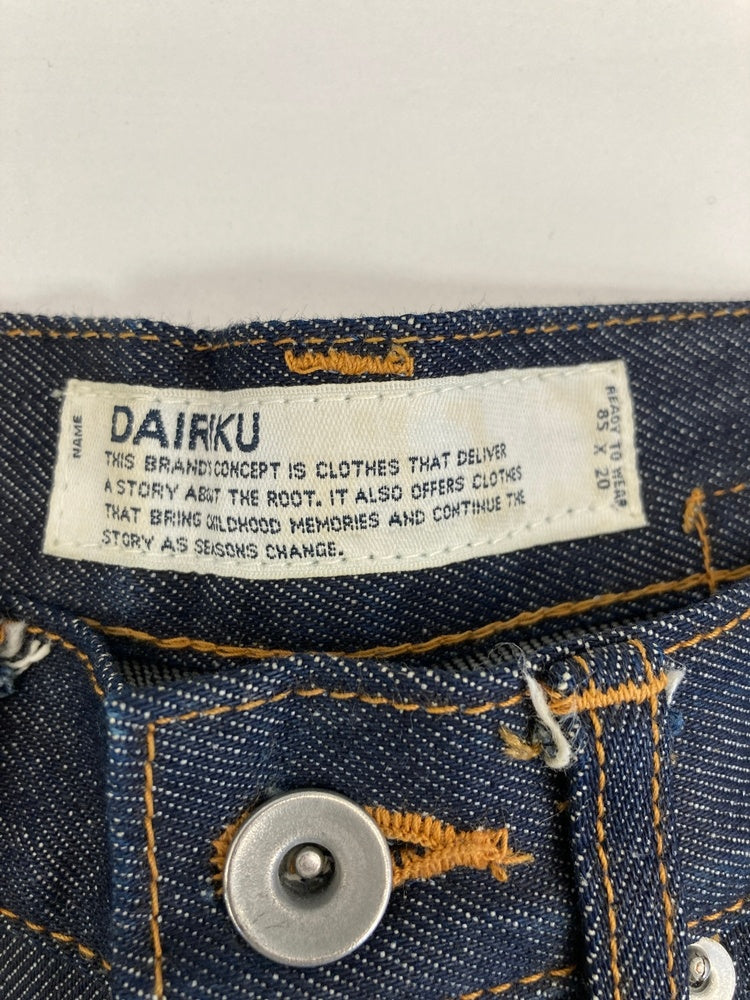 NAME
DAIRIKU
THIS BRAND'S CONCEPT IS CLOTHES THAT DELIVER
A STORY ABOUT THE ROOT. IT ALSO OFFERS CLOTHES
THAT BRING CHILDHOOD MEMORIES AND CONTINUE THE
STORY AS SEASONS CHANGE.
READY TO WEAR
85 X 20